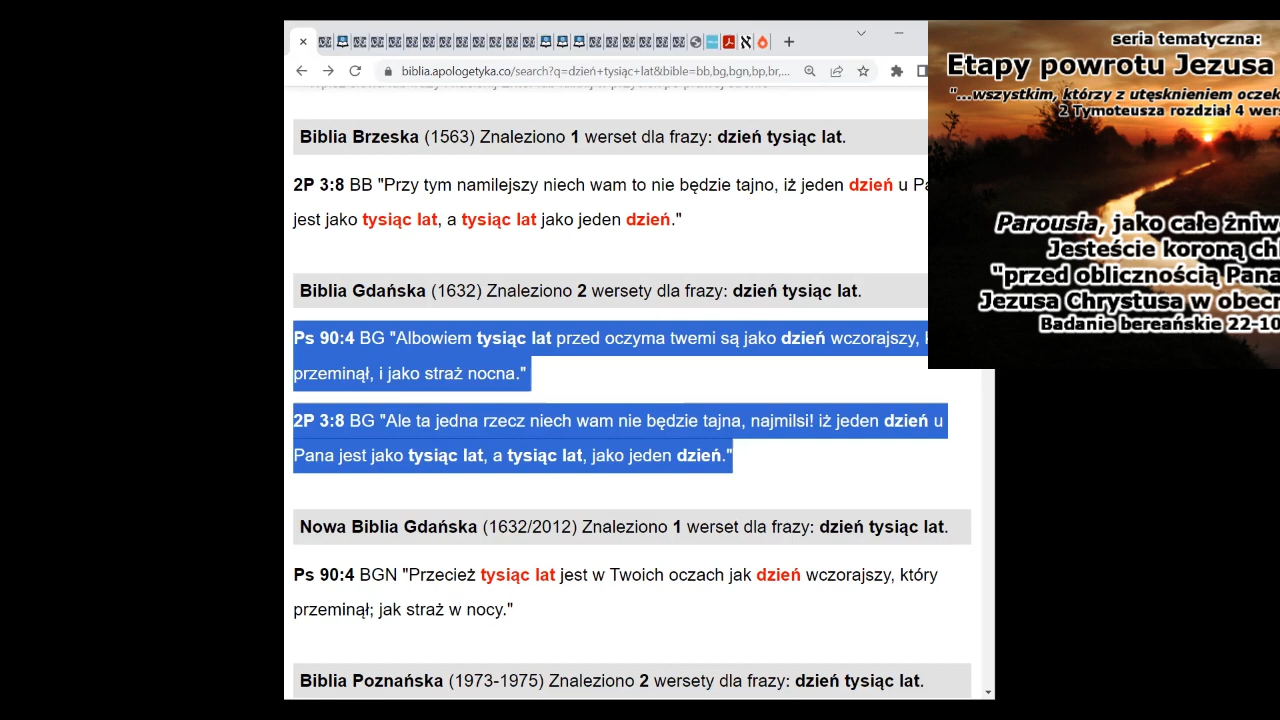 biblia.apologetyka.co/search?q=dzień+tysiąc+lat&bible=bb,bg,bgn,bp,br,...
Biblia Brzeska (1563) Znaleziono 1 werset dla frazy: dzień tysiąc lat.
2P 3:8 BB "Przy tym namilejszy niech wam to nie będzie tajno, iż jeden dzień u
jest jako tysiąc lat, a tysiąc lat jako jeden dzień."
Biblia Gdańska (1632) Znaleziono 2 wersety dla frazy: dzień tysiąc lat.
Ps 90:4 BG "Albowiem tysiąc lat przed oczyma twemi są jako dzień wczorajszy,
przeminął, i jako straż nocna."
2P 3:8 BG "Ale ta jedna rzecz niech wam nie będzie tajna, najmilsi! iż jeden dzień u
Pana jest jako tysiąc lat, a tysiąc lat, jako jeden dzień."
Nowa Biblia Gdańska (1632/2012) Znaleziono 1 werset dla frazy: dzień tysiąc lat.
Ps 90:4 BGN "Przecież tysiąc lat jest w Twoich oczach jak dzień wczorajszy, który
przeminął; jak straż w nocy."
Biblia Poznańska (1973-1975) Znaleziono 2 wersety dla frazy: dzień tysiąc lat.
seria tematyczna:
Etapy powrotu Jezusa
"...wszystkim, którzy z utęsknieniem oczek
2 Tymoteusza rozdział 4 wers
Parousia, jako całe żniw
Jesteście koroną ch
"przed oblicznością Pana
Jezusa Chrystusa w obecn
Badanie bereańskie 22-10